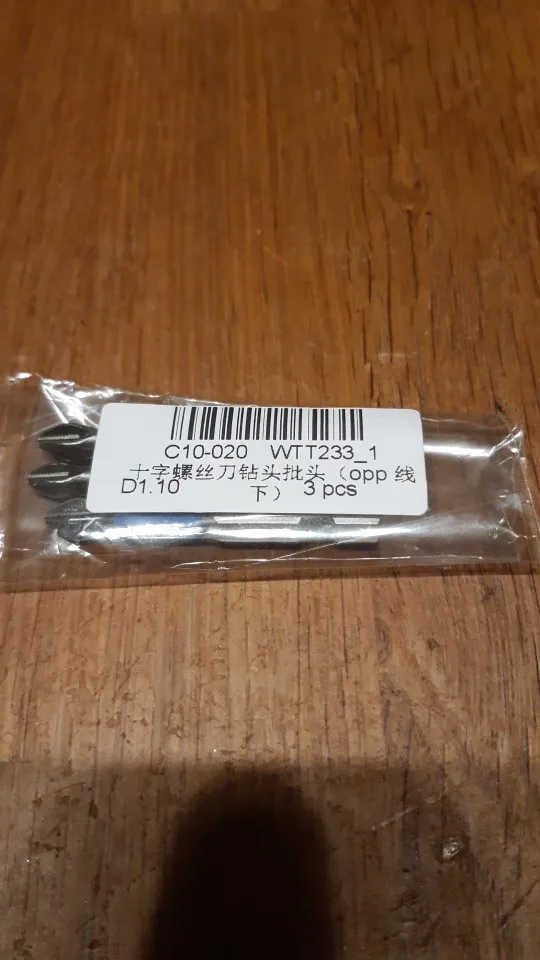 C10-020 WTT233_1
十字螺丝刀钻头批头（opp 线
D1.10 下） 3 pcs